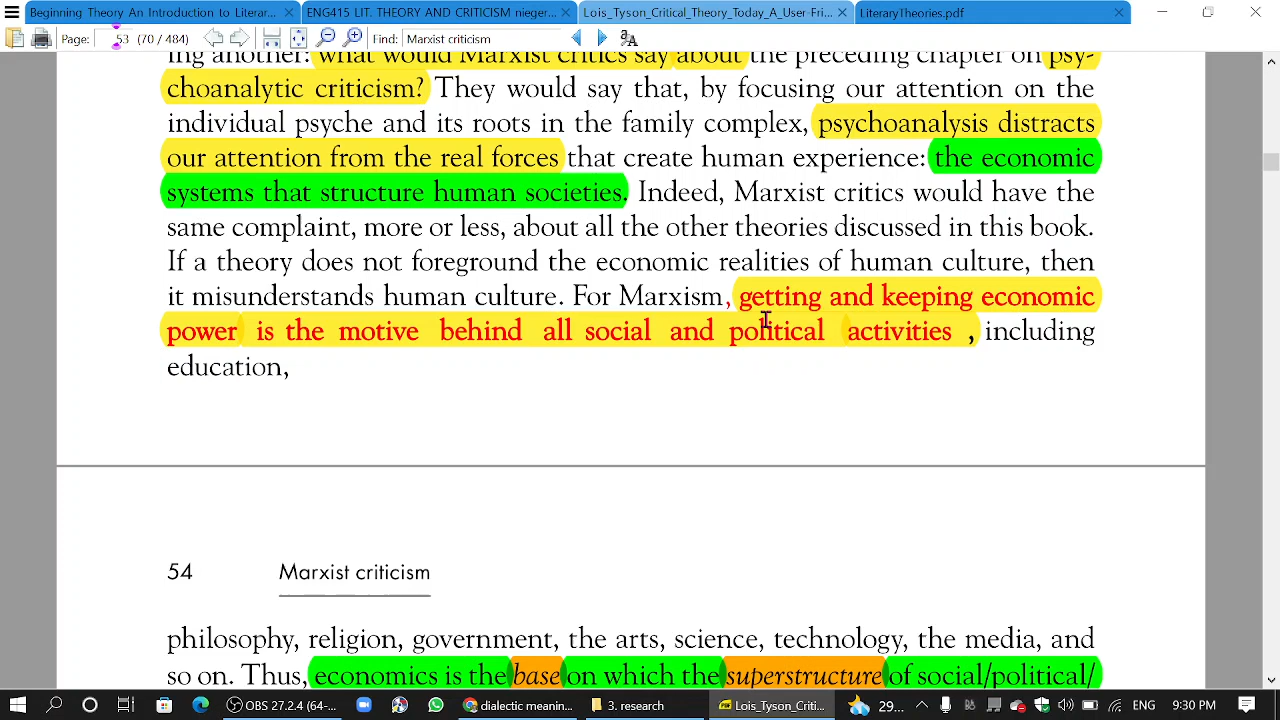 Beginning Theory An Introduction to Literar... ENG415 LIT. THEORY AND CRITICISM nieger... Lois_Tyson_Critical_Theory_Today_A_User-Fri... LiteraryTheories.pdf
Page: 53 (70 / 484) Find: Marxist criticism
ing another: what would Marxist critics say about the preceding chapter on psy-
choanalytic criticism? They would say that, by focusing our attention on the
individual psyche and its roots in the family complex, psychoanalysis distracts
our attention from the real forces that create human experience: the economic
systems that structure human societies. Indeed, Marxist critics would have the
same complaint, more or less, about all the other theories discussed in this book.
If a theory does not foreground the economic realities of human culture, then
it misunderstands human culture. For Marxism, getting and keeping economic
power is the motive behind all social and political activities , including
education,
54 Marxist criticism
philosophy, religion, government, the arts, science, technology, the media, and
so on. Thus, economics is the base on which the superstructure of social/political/
OBS 27.2.4 (64-... dialectic meanin... 3. research Lois_Tyson_Criti... 29... ENG 9:30 PM